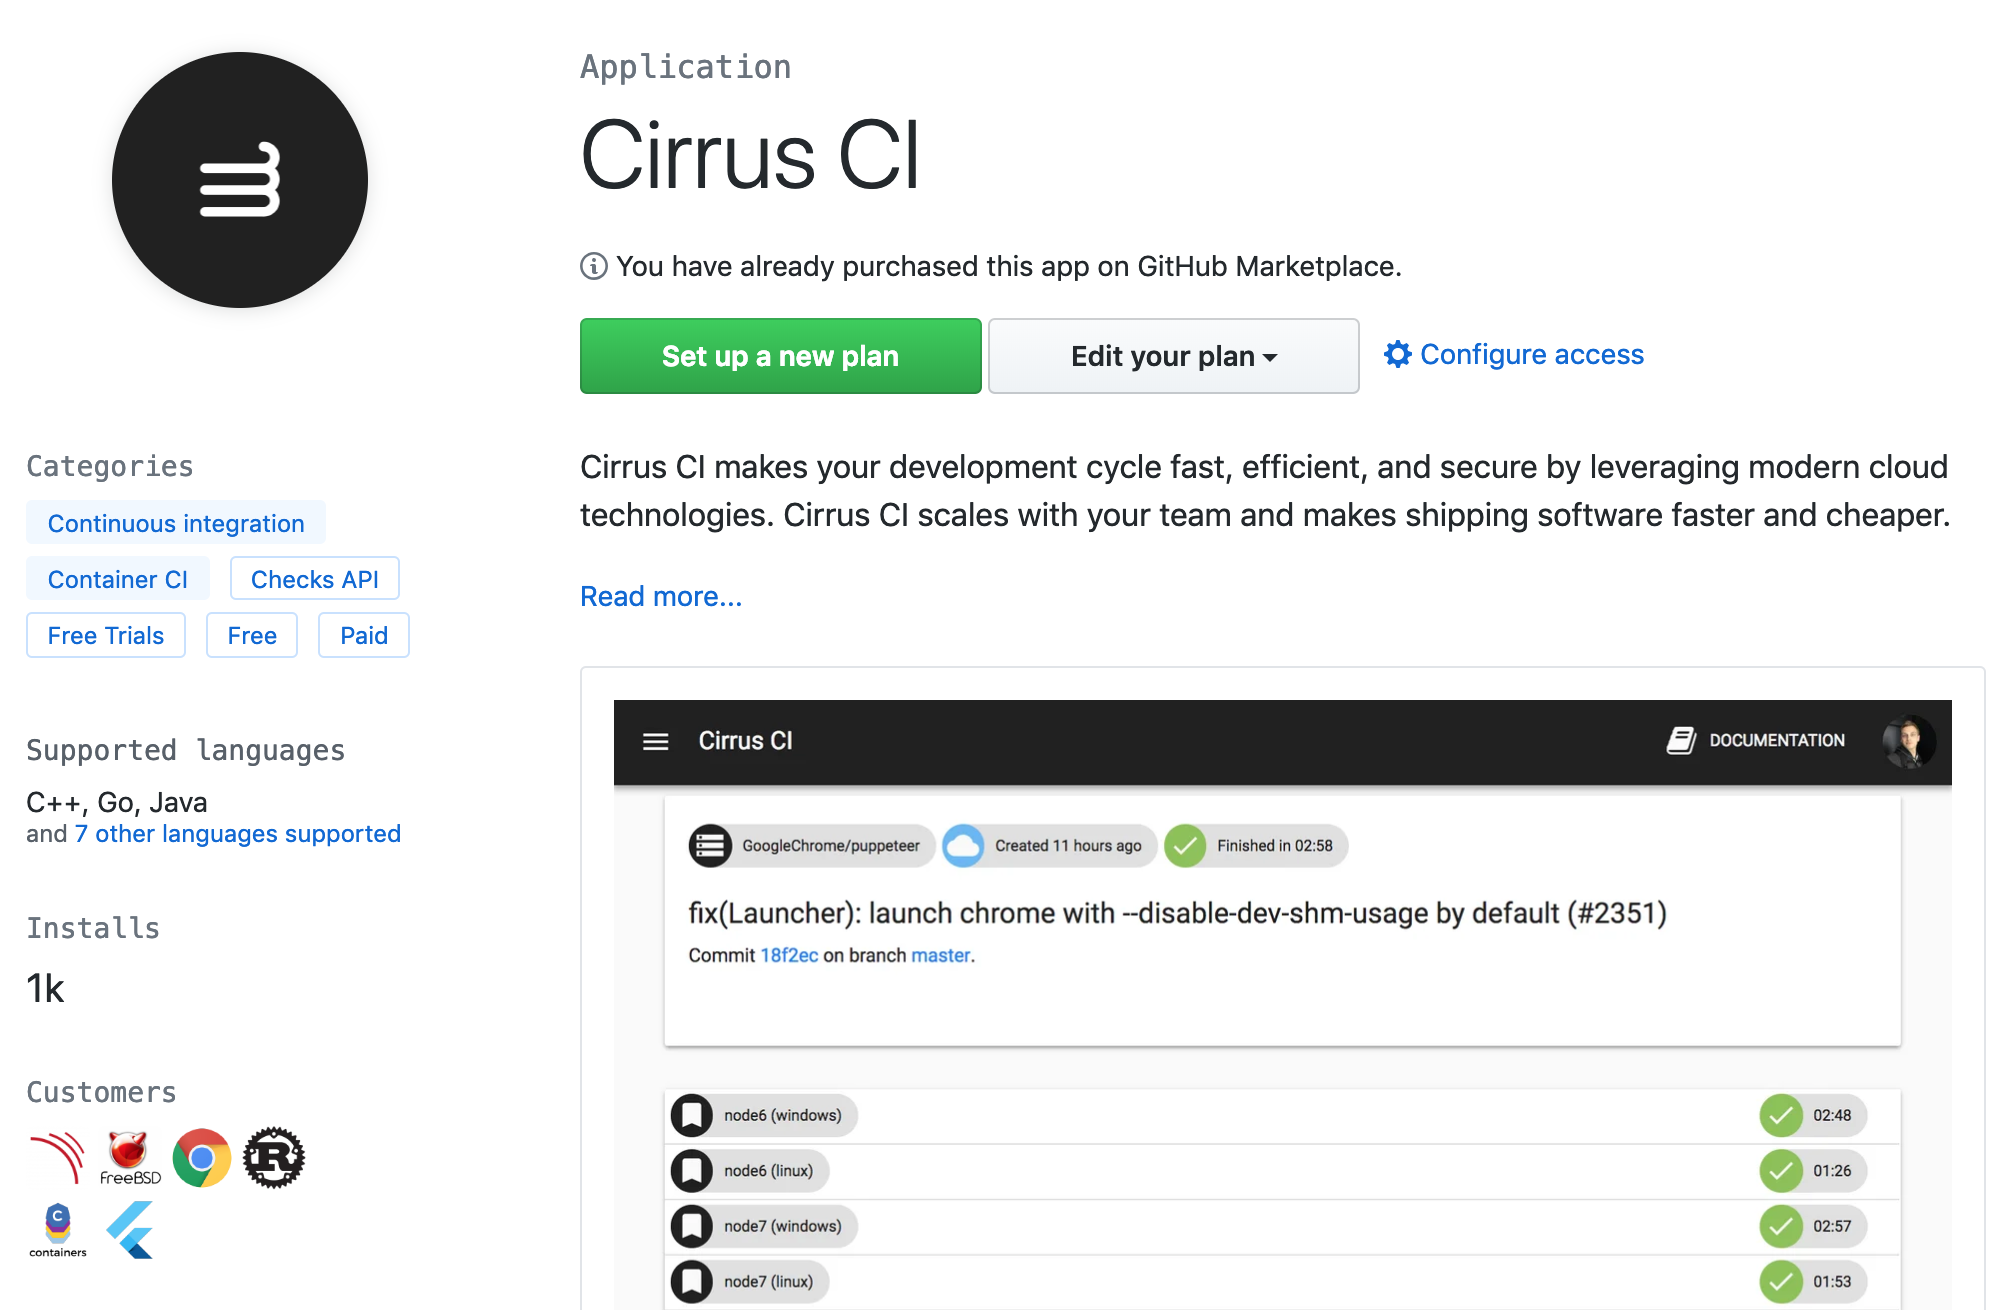 Application
Cirrus CI
You have already purchased this app on GitHub Marketplace.
Set up a new plan
Edit your plan
Configure access
Cirrus CI makes your development cycle fast, efficient, and secure by leveraging modern cloud
technologies. Cirrus CI scales with your team and makes shipping software faster and cheaper.
Read more...
Categories
Continuous integration
Container CI
Checks API
Free Trials
Free
Paid
Supported languages
C++, Go, Java
and 7 other languages supported
Installs
1k
Customers
FreeBSD
R
C
containers
Cirrus CI
DOCUMENTATION
GoogleChrome/puppeteer
Created 11 hours ago
Finished in 02:58
fix(Launcher): launch chrome with --disable-dev-shm-usage by default (#2351)
Commit 18f2ec on branch master.
node6 (windows) 02:48
node6 (linux) 01:26
node7 (windows) 02:57
node7 (linux) 01:53